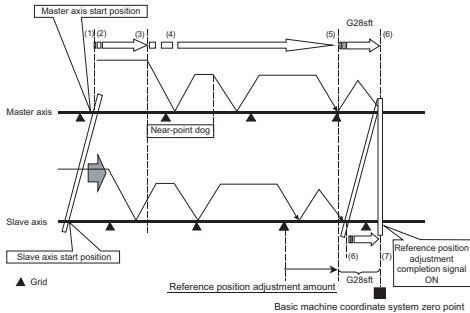 G28sft
Master axis start position
(1) (2) (3) (4) (5) (6)
Master axis
Near-point dog
Slave axis
Slave axis start position
(6) (7)
Grid
Reference position adjustment amount
G28sft
Reference position
adjustment
completion signal
ON
Basic machine coordinate system zero point